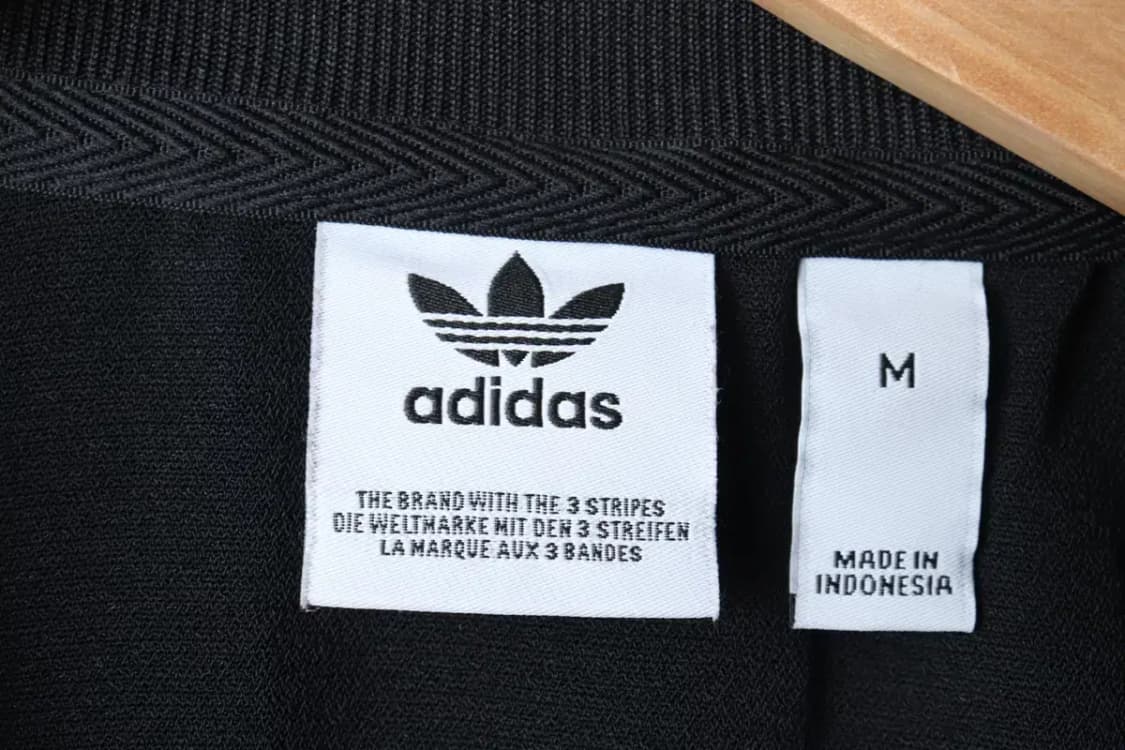 adidas
THE BRAND WITH THE 3 STRIPES
DIE WELTMARKE MIT DEN 3 STREIFEN
LA MARQUE AUX 3 BANDES
M
MADE IN
INDONESIA